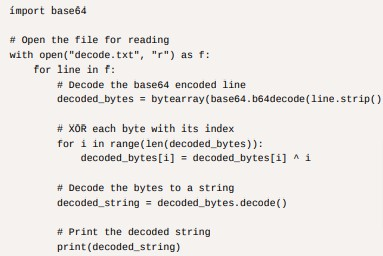 import base64
# Open the file for reading
with open("decode.txt", "r") as f:
for line in f:
# Decode the base64 encoded line
decoded_bytes = bytearray(base64.b64decode(line.strip()
# XOR each byte with its index
for i in range(len(decoded_bytes)):
decoded_bytes[i] = decoded_bytes[i] ^ i
# Decode the bytes to a string
decoded_string = decoded_bytes.decode()
# Print the decoded string
print(decoded_string)